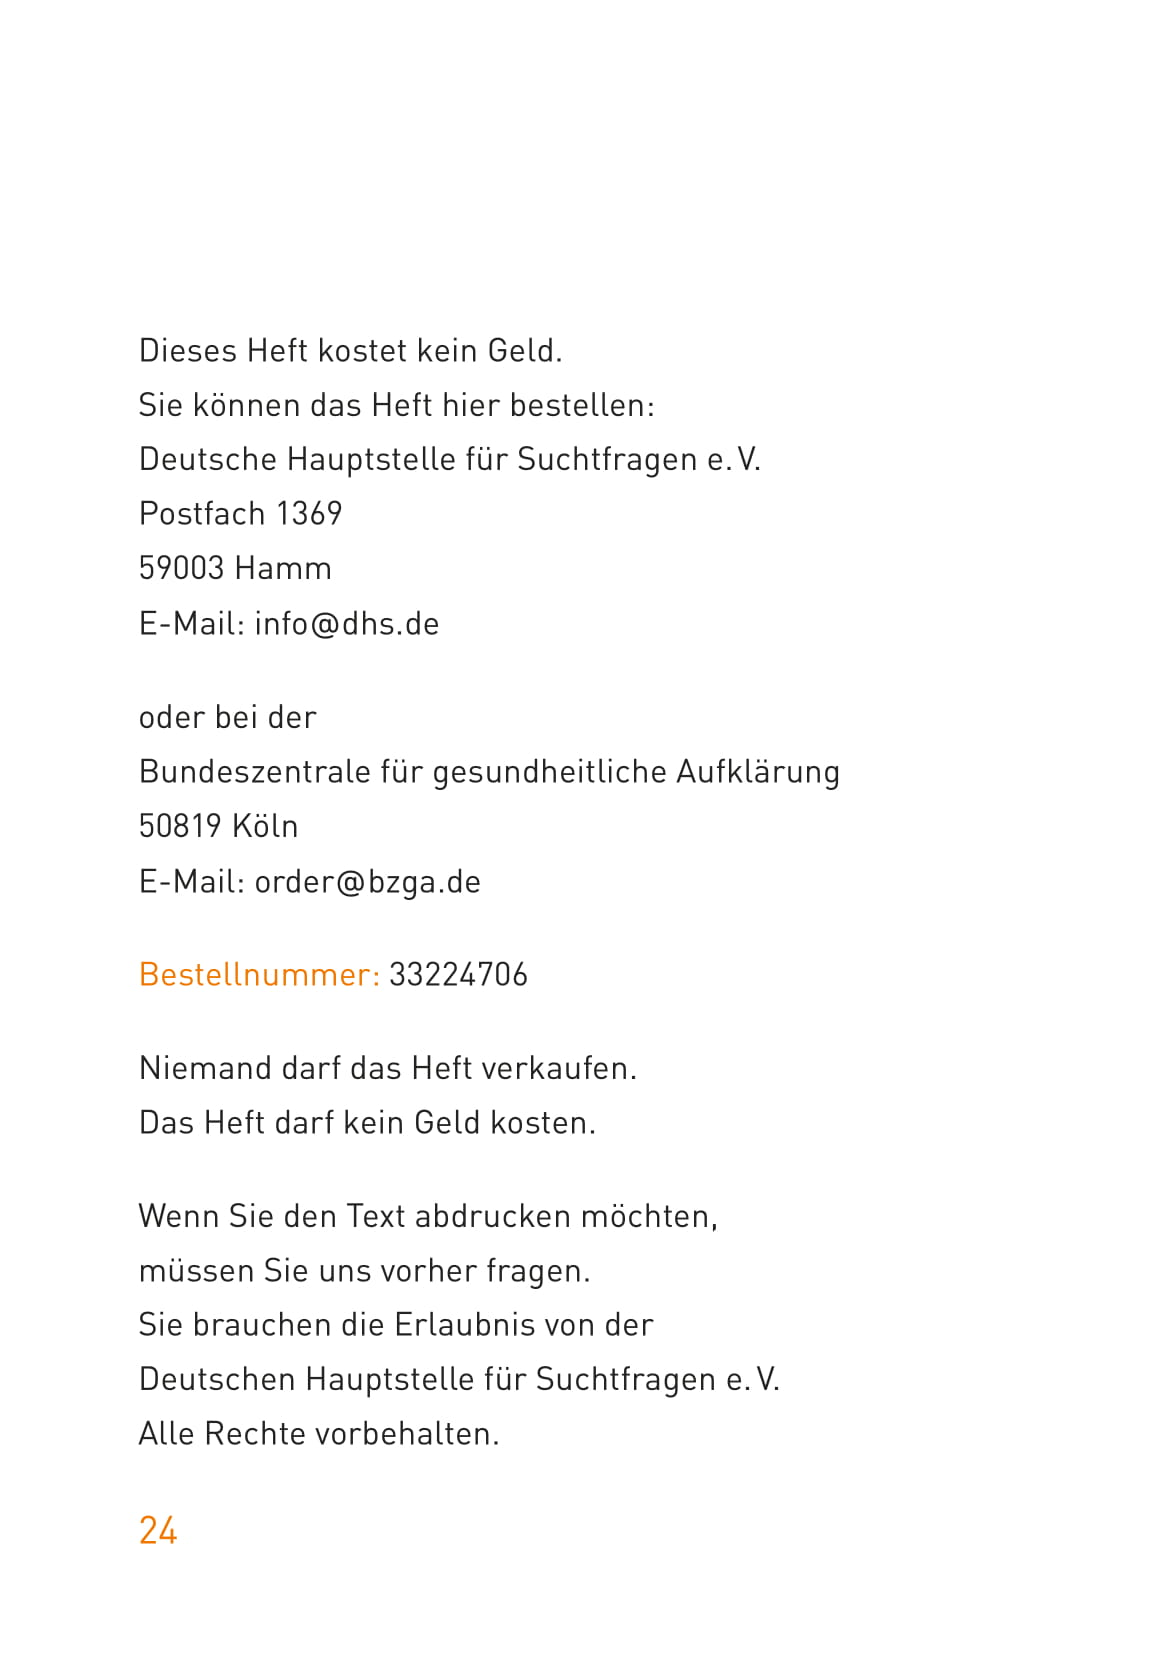 Dieses Heft kostet kein Geld.
Sie können das Heft hier bestellen:
Deutsche Hauptstelle für Suchtfragen e. V.
Postfach 1369
59003 Hamm
E-Mail: info@dhs.de
oder bei der
Bundeszentrale für gesundheitliche Aufklärung
50819 Köln
E-Mail: order@bzga.de
Bestellnummer: 33224706
Niemand darf das Heft verkaufen.
Das Heft darf kein Geld kosten.
Wenn Sie den Text abdrucken möchten,
müssen Sie uns vorher fragen.
Sie brauchen die Erlaubnis von der
Deutschen Hauptstelle für Suchtfragen e. V.
Alle Rechte vorbehalten.
24